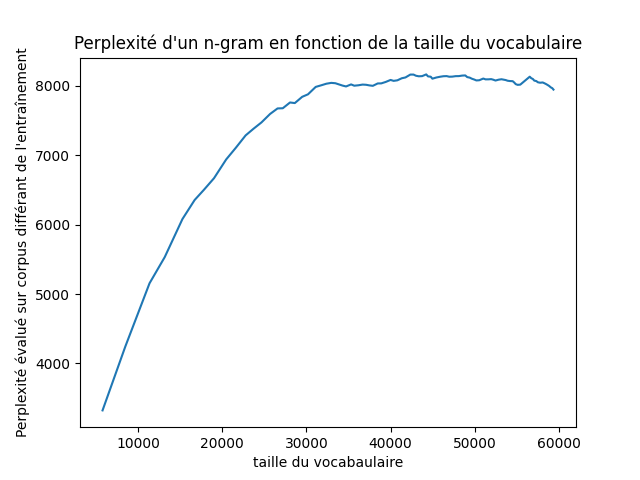 Perplexité d'un n-gram en fonction de la taille du vocabulaire
Perplexité évalué sur corpus différant de l'entraînement
8000
7000
6000
5000
4000
10000 20000 30000 40000 50000 60000
taille du vocabaulaire